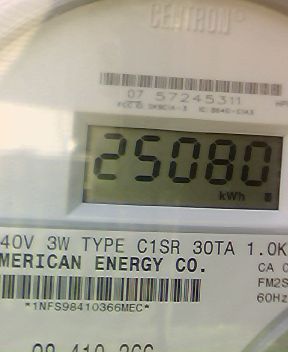 CENTRON®
07 57245311
25080
kWh
40V 3W TYPE C1SR 30TA 1.0K
MERICAN ENERGY CO.
CA 0
FM2S
60Hz
*1NFS98410366MEC*